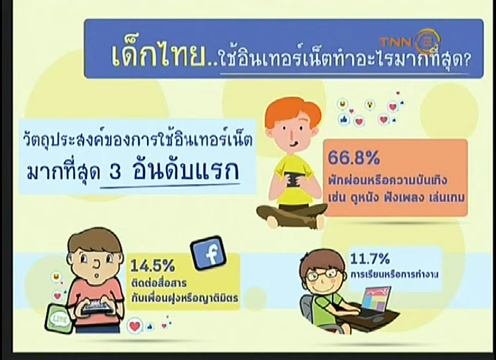 TNN
เด็กไทย..ใช้อินเทอร์เน็ตทำอะไรมากที่สุด?
วัตถุประสงค์ของการใช้อินเทอร์เน็ต
มากที่สุด 3 อันดับแรก
66.8%
พักผ่อนหรือความบันเทิง
เช่น ดูหนัง ฟังเพลง เล่นเกม
14.5%
ติดต่อสื่อสาร
กับเพื่อนฝูงหรือญาติมิตร
LINE
11.7%
การเรียนหรือการทำงาน